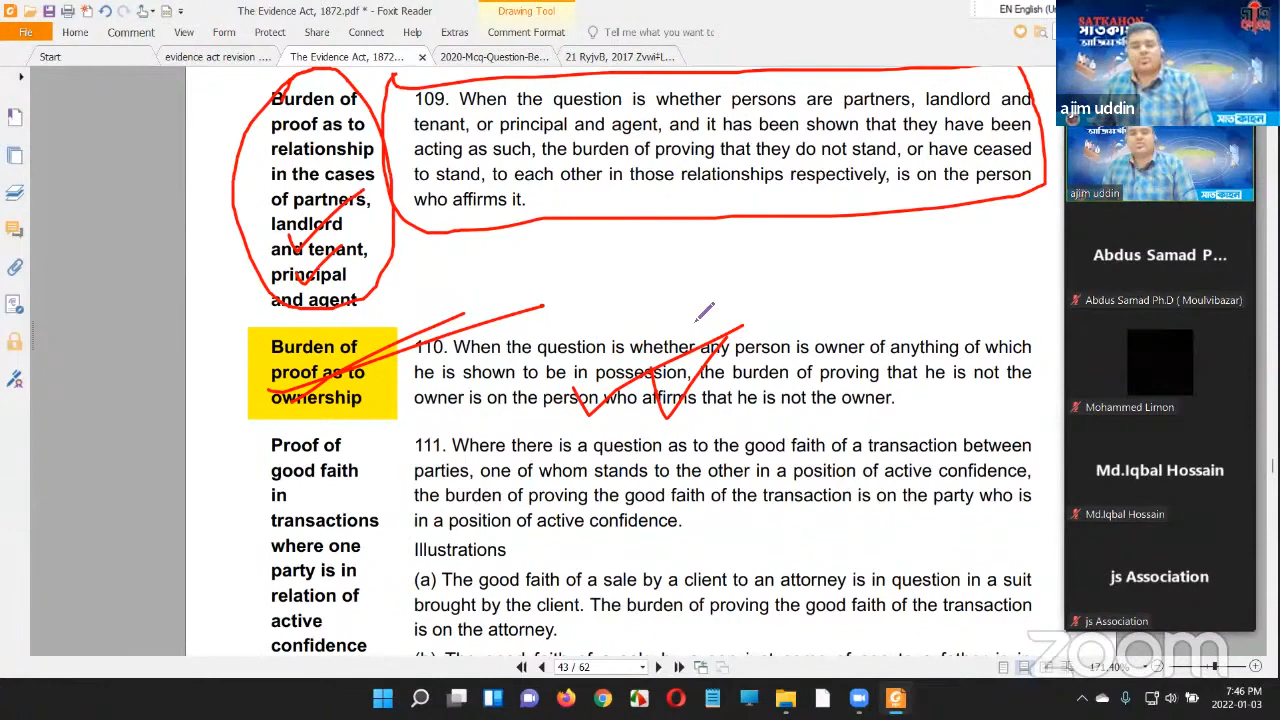 The Evidence Act, 1872.pdf * - Foxit Reader
Drawing Tool
EN English (Un
File Home Comment View Form Protect Share Connect Help Extras Comment Format Tell me what you want to
Start evidence act revision .... The Evidence Act, 1872... 2020-Mcq-Question-Be... 21 RyjvB, 2017 Zvwi‡L...
Burden of
proof as to
relationship
in the cases
of partners,
landlord
and tenant,
principal
and agent
109. When the question is whether persons are partners, landlord and
tenant, or principal and agent, and it has been shown that they have been
acting as such, the burden of proving that they do not stand, or have ceased
to stand, to each other in those relationships respectively, is on the person
who affirms it.
Burden of
proof as to
ownership
110. When the question is whether any person is owner of anything of which
he is shown to be in possession, the burden of proving that he is not the
owner is on the person who affirms that he is not the owner.
Proof of
good faith
in
transactions
where one
party is in
relation of
active
confidence
111. Where there is a question as to the good faith of a transaction between
parties, one of whom stands to the other in a position of active confidence,
the burden of proving the good faith of the transaction is on the party who is
in a position of active confidence.
Illustrations
(a) The good faith of a sale by a client to an attorney is in question in a suit
brought by the client. The burden of proving the good faith of the transaction
is on the attorney.
SATKAHON
সাতকাহন
ajim uddin
সাতকাহন
ajim uddin
Abdus Samad P...
Abdus Samad Ph.D ( Moulvibazar)
Mohammed Limon
Md.Iqbal Hossain
Md.Iqbal Hossain
js Association
js Association
zoom
43 / 62
171.40%
7:46 PM
2022-01-03